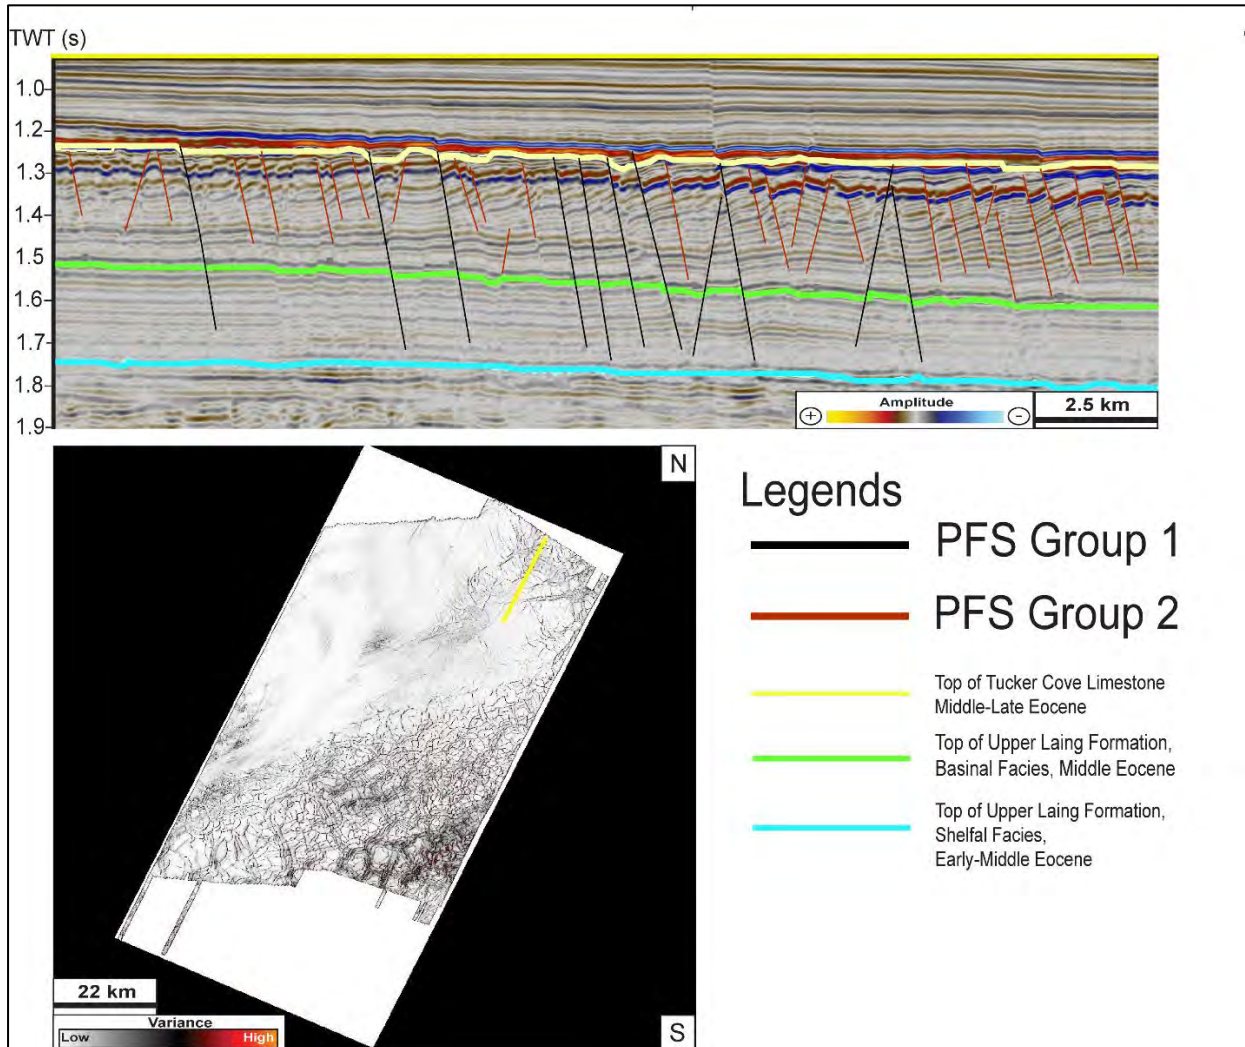 TWT (s)
1.0
1.2
1.3
1.4
1.5
1.6
1.7
1.8
1.9
Amplitude
+
-
2.5 km
N
S
22 km
Variance
Low
High
Legends
PFS Group 1
PFS Group 2
Top of Tucker Cove Limestone
Middle-Late Eocene
Top of Upper Laing Formation,
Basinal Facies, Middle Eocene
Top of Upper Laing Formation,
Shelfal Facies,
Early-Middle Eocene